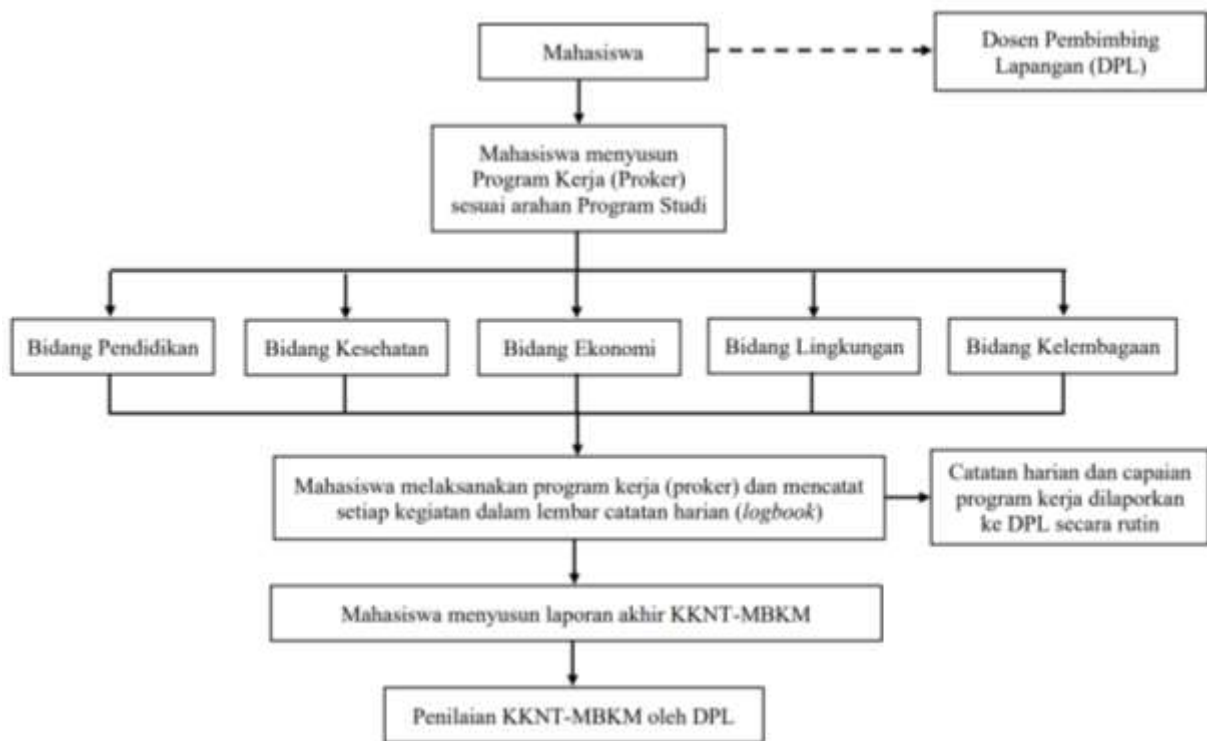 Mahasiswa
Dosen Pembimbing
Lapangan (DPL)
Mahasiswa menyusun
Program Kerja (Proker)
sesuai arahan Program Studi
Bidang Pendidikan
Bidang Kesehatan
Bidang Ekonomi
Bidang Lingkungan
Bidang Kelembagaan
Mahasiswa melaksanakan program kerja (proker) dan mencatat
setiap kegiatan dalam lembar catatan harian (logbook)
Catatan harian dan capaian
program kerja dilaporkan
ke DPL secara rutin
Mahasiswa menyusun laporan akhir KKNT-MBKM
Penilaian KKNT-MBKM oleh DPL